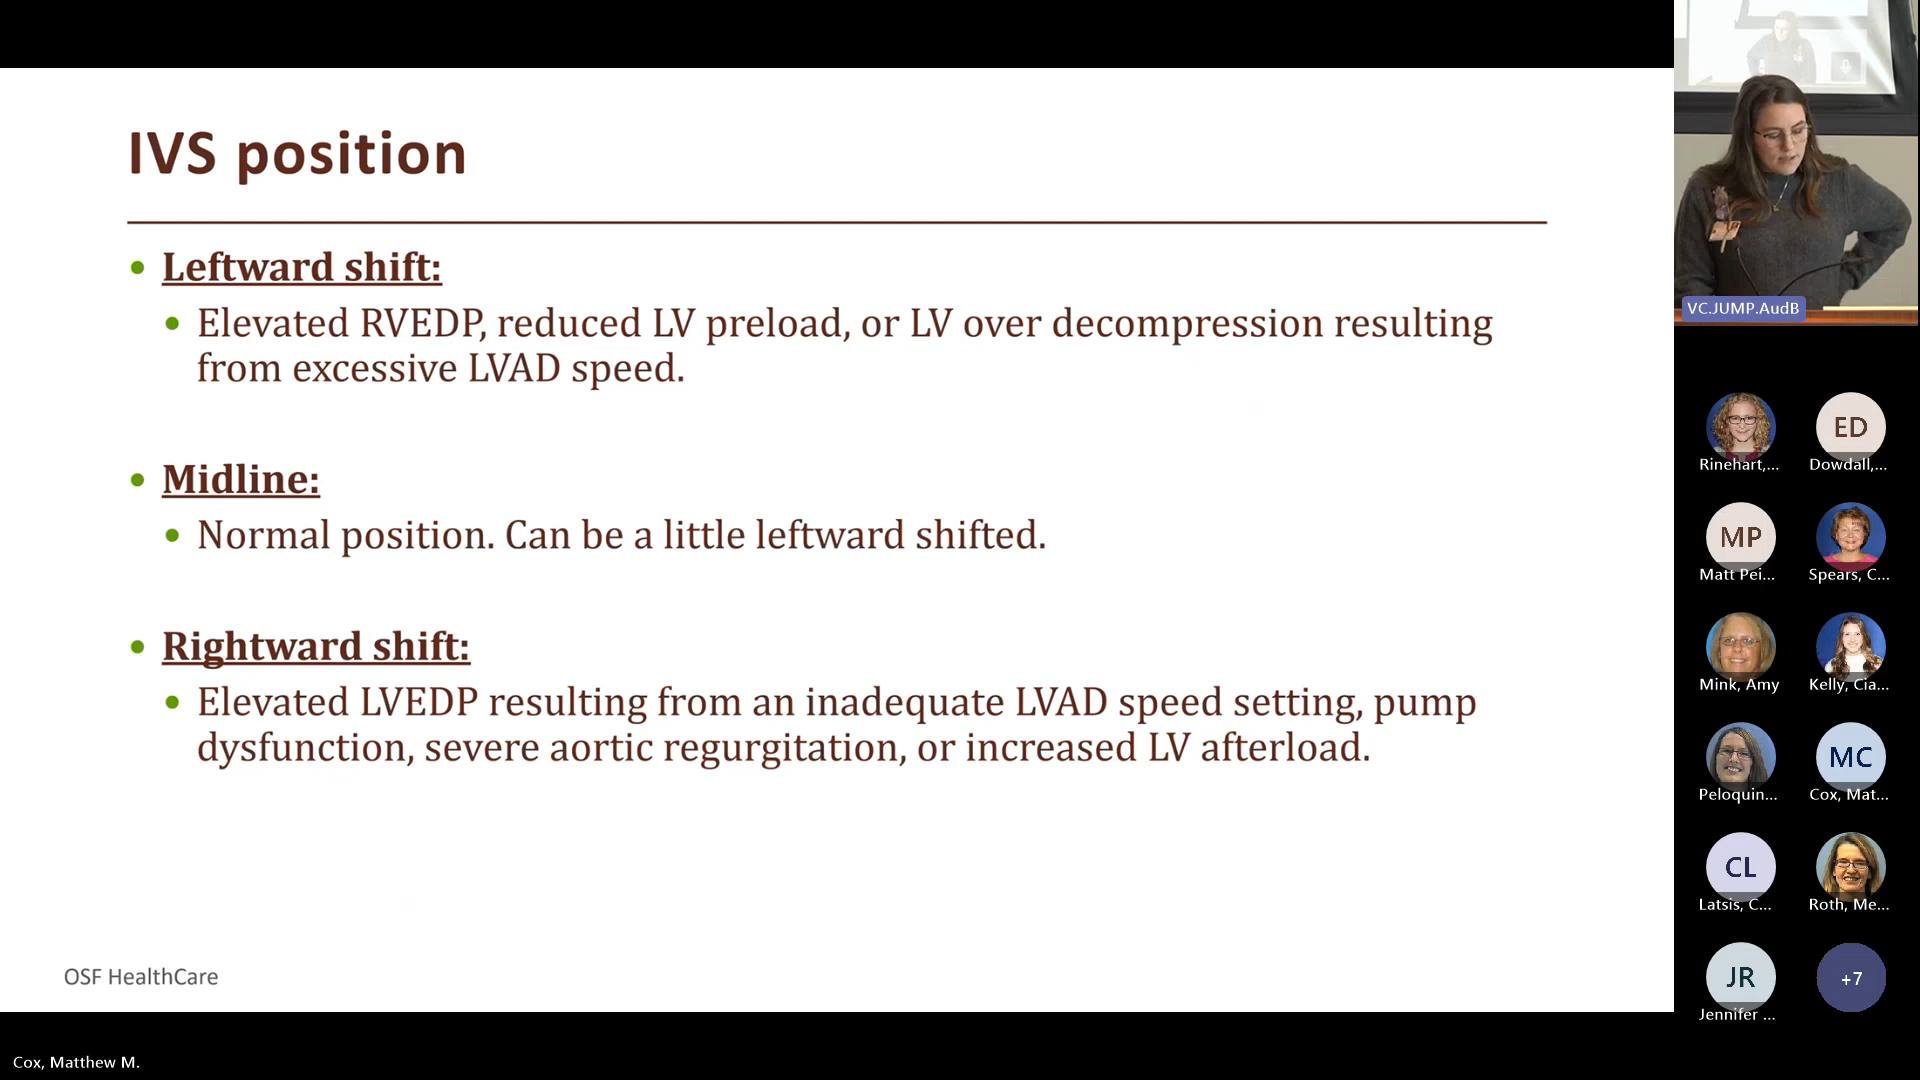 IVS position
• Leftward shift:
• Elevated RVEDP, reduced LV preload, or LV over decompression resulting
from excessive LVAD speed.
• Midline:
• Normal position. Can be a little leftward shifted.
• Rightward shift:
• Elevated LVEDP resulting from an inadequate LVAD speed setting, pump
dysfunction, severe aortic regurgitation, or increased LV afterload.
OSF HealthCare
Cox, Matthew M.
VC.JUMP.AudB
Rinehart,...
ED
Dowdall,...
MP
Matt Pei...
Spears, C...
Mink, Amy
Kelly, Cia...
Peloquin...
MC
Cox, Mat...
CL
Latsis, C...
Roth, Me...
JR
Jennifer ...
+7